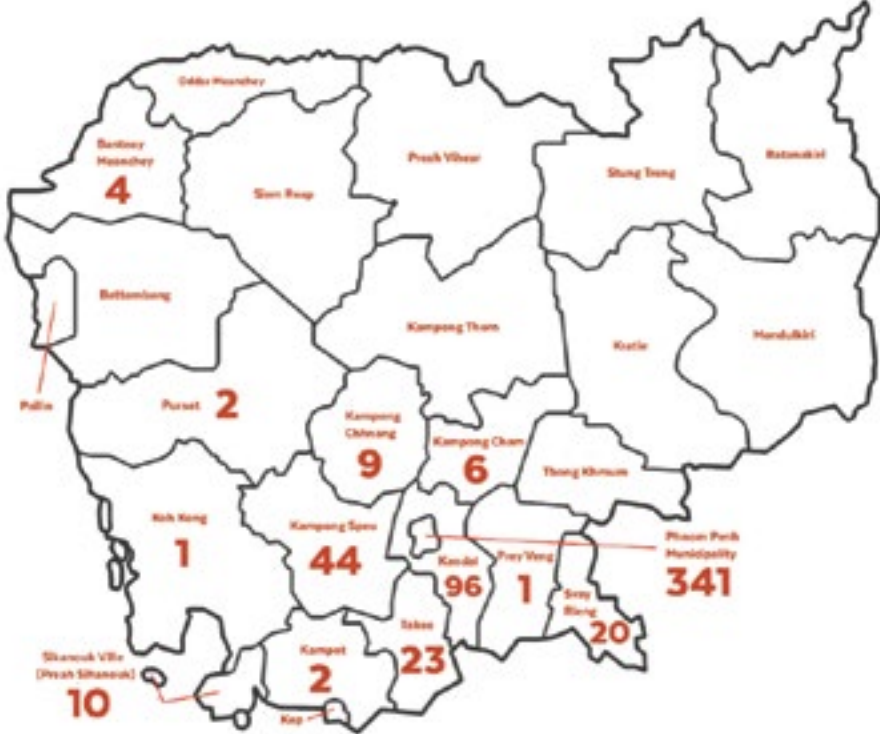 Oddar Meanchey
Banteay
Meanchey
4
Preah Vihear
Ratanakiri
Stung Treng
Siem Reap
Battambang
Kampong Thom
Kratie
Mondulkiri
Pailin
Pursat 2
Kampong
Chhnang
9
Kampong Cham
6
Tbong Khmum
Koh Kong
1
Kampong Speu
44
Kandal
96
Prey Veng
1
Phnom Penh
Municipality
341
Svay
Rieng
20
Takeo
23
Kampot
2
Sihanouk Ville
(Preah Sihanouk)
10
Kep